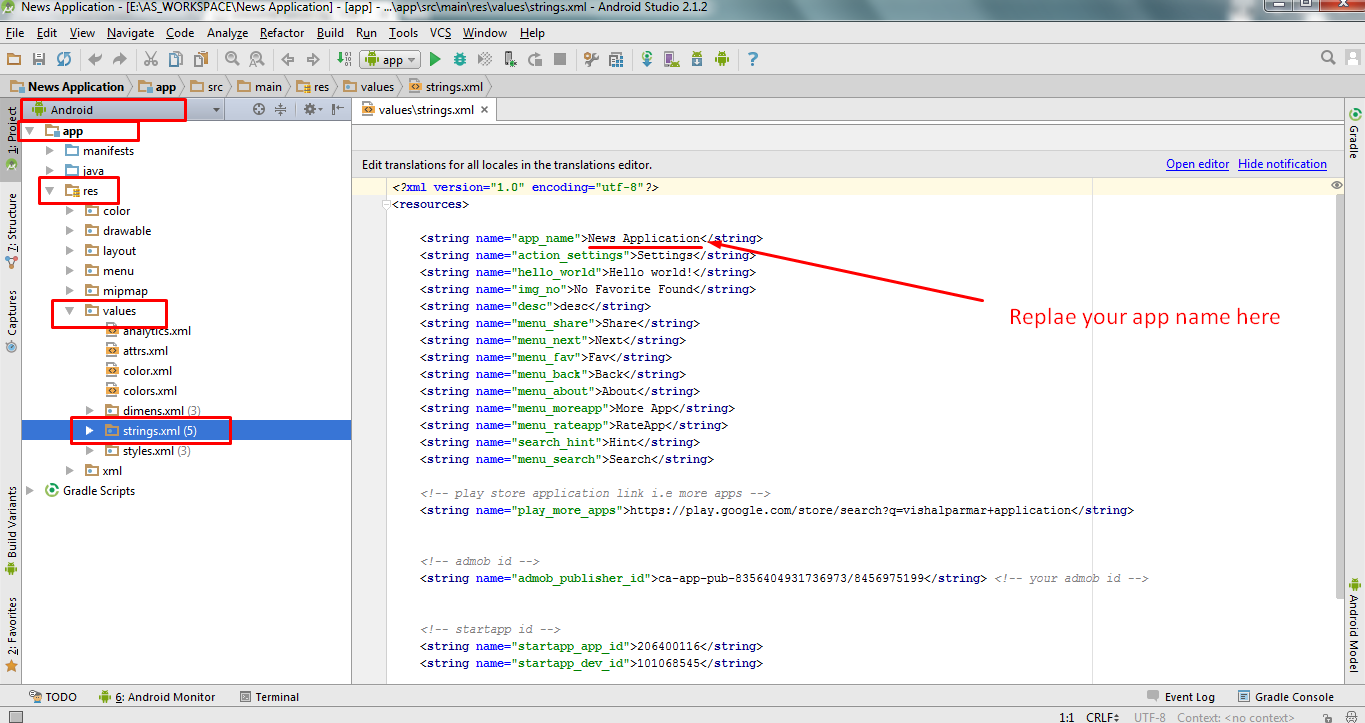 News Application - [E:\AS_WORKSPACE\News Application] - [app] - ...\app\src\main\res\values\strings.xml - Android Studio 2.1.2
File Edit View Navigate Code Analyze Refactor Build Run Tools VCS Window Help
app
News Application app src main res values strings.xml
1: Project
7: Structure
Captures
Build Variants
2: Favorites
Android
app
manifests
java
res
color
drawable
layout
menu
mipmap
values
analytics.xml
attrs.xml
color.xml
colors.xml
dimens.xml (3)
strings.xml (5)
styles.xml (3)
xml
Gradle Scripts
values\strings.xml
Edit translations for all locales in the translations editor. Open editor Hide notification
<?xml version="1.0" encoding="utf-8"?>
<resources>
<string name="app_name">News Application</string>
<string name="action_settings">Settings</string>
<string name="hello_world">Hello world!</string>
<string name="img_no">No Favorite Found</string>
<string name="desc">desc</string>
<string name="menu_share">Share</string>
<string name="menu_next">Next</string>
<string name="menu_fav">Fav</string>
<string name="menu_back">Back</string>
<string name="menu_about">About</string>
<string name="menu_moreapp">More App</string>
<string name="menu_rateapp">RateApp</string>
<string name="search_hint">Hint</string>
<string name="menu_search">Search</string>
<!-- play store application link i.e more apps -->
<string name="play_more_apps">https://play.google.com/store/search?q=vishalparmar+application</string>
<!-- admob id -->
<string name="admob_publisher_id">ca-app-pub-8356404931736973/8456975199</string> <!-- your admob id -->
<!-- startapp id -->
<string name="startapp_app_id">206400116</string>
<string name="startapp_dev_id">101068545</string>
Replae your app name here
Gradle
Android Model
TODO 6: Android Monitor Terminal Event Log Gradle Console
1:1 CRLF UTF-8 Context: <no context>